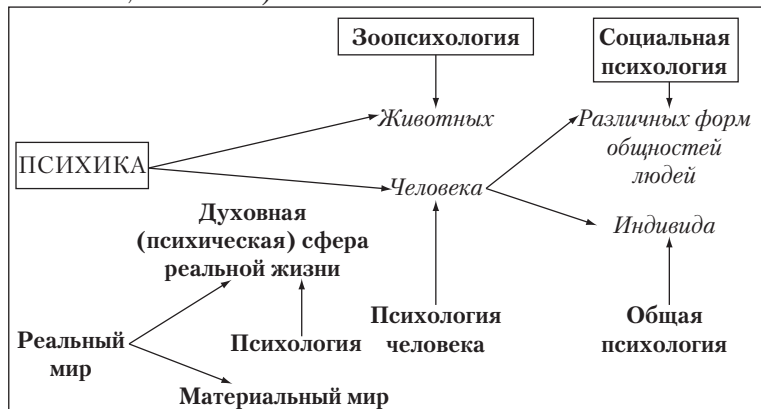 Зоопсихология
Социальная
психология
Животных
Различных форм
общностей
людей
ПСИХИКА
Человека
Духовная
(психическая) сфера
реальной жизни
Индивида
Реальный
мир
Психология
Психология
человека
Общая
психология
Материальный мир